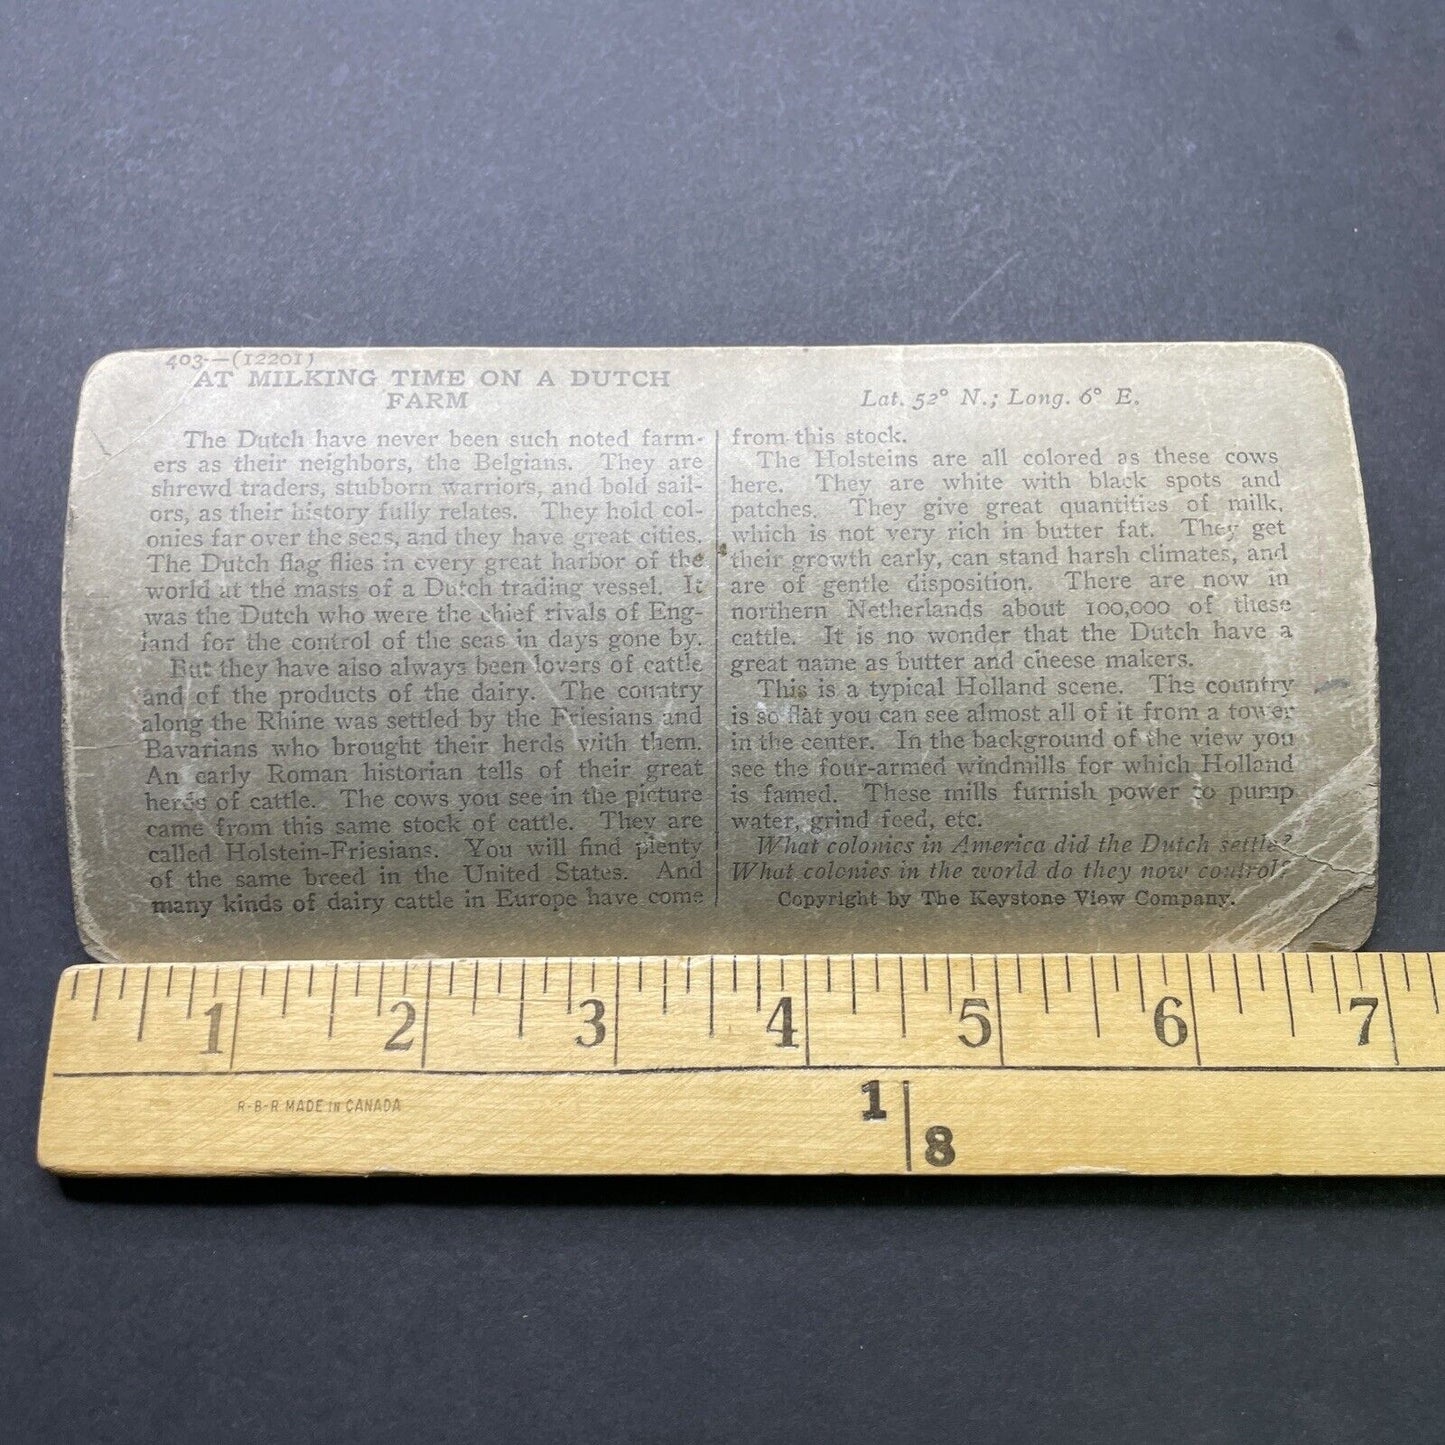 403—(12201)
AT MILKING TIME ON A DUTCH
FARM
The Dutch have never been such noted farm-
ers as their neighbors, the Belgians. They are
shrewd traders, stubborn warriors, and bold sail-
ors, as their history fully relates. They hold col-
onies far over the seas, and they have great cities.
The Dutch flag flies in every great harbor of the
world at the masts of a Dutch trading vessel. It
was the Dutch who were the chief rivals of Eng-
land for the control of the seas in days gone by.
But they have also always been lovers of cattle
and of the products of the dairy. The country
along the Rhine was settled by the Friesians and
Bavarians who brought their herds with them.
An early Roman historian tells of their great
herds of cattle. The cows you see in the picture
came from this same stock of cattle. They are
called Holstein-Friesians. You will find plenty
of the same breed in the United States. And
many kinds of dairy cattle in Europe have come
Lat. 52° N.; Long. 6° E.
from this stock.
The Holsteins are all colored as these cows
here. They are white with black spots and
patches. They give great quantities of milk,
which is not very rich in butter fat. They get
their growth early, can stand harsh climates, and
are of gentle disposition. There are now in
northern Netherlands about 100,000 of these
cattle. It is no wonder that the Dutch have a
great name as butter and cheese makers.
This is a typical Holland scene. The country
is so flat you can see almost all of it from a tower
in the center. In the background of the view you
see the four-armed windmills for which Holland
is famed. These mills furnish power to pump
water, grind feed, etc.
What colonies in America did the Dutch settle?
What colonies in the world do they now control?
Copyright by The Keystone View Company.
1 2 3 4 5 6 7
R-B-R MADE IN CANADA
1
8